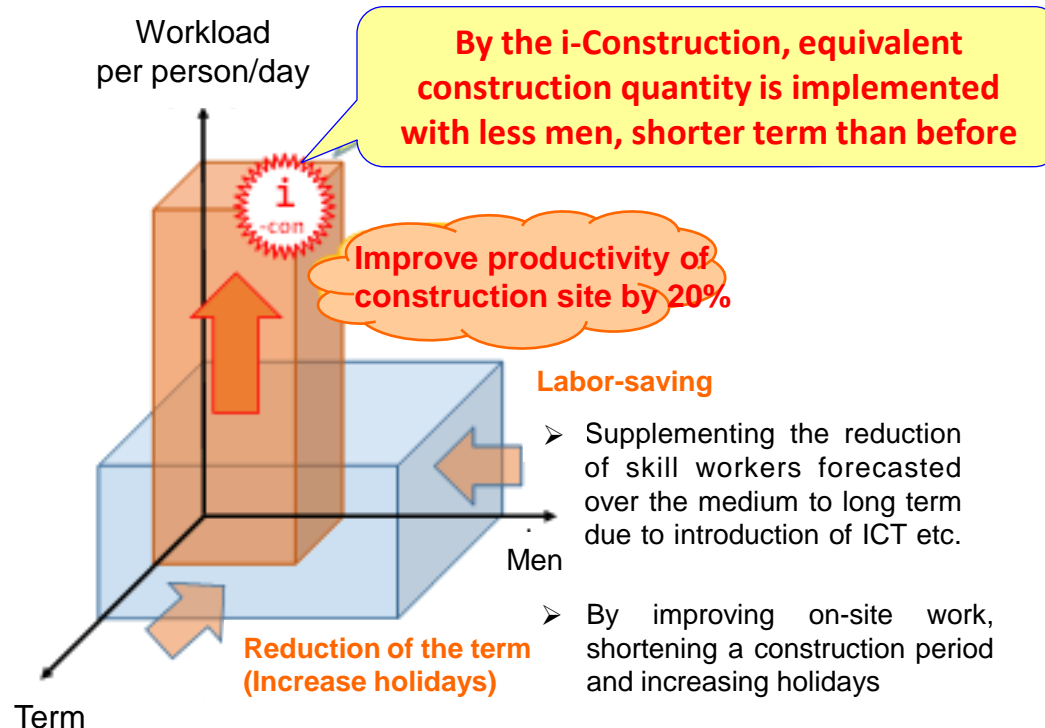 Workload
per person/day
By the i-Construction, equivalent
construction quantity is implemented
with less men, shorter term than before
i
-con
Improve productivity of
construction site by 20%
Labor-saving
➢ Supplementing the reduction
of skill workers forecasted
over the medium to long term
due to introduction of ICT etc.
.
Men
➢ By improving on-site work,
shortening a construction period
and increasing holidays
Reduction of the term
(Increase holidays)
Term